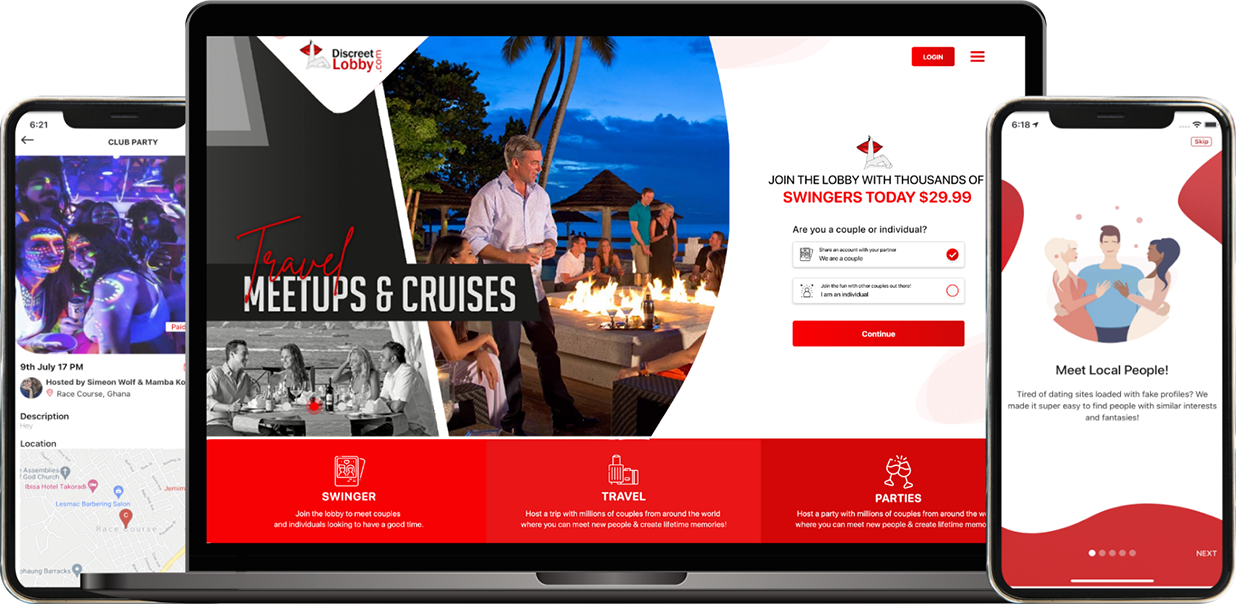 6:21
CLUB PARTY
Paid
9th July 17 PM
Hosted by Simeon Wolf & Mamba Ko
Race Course, Ghana
Description
Hey
Location
Assemblies
God Church
Ibisa Hotel Takoradi
Lesmac Barbering Salon
Race Course
Barracks
Discreet
Lobby.com
Travel
MEETUPS & CRUISES
LOGIN
JOIN THE LOBBY WITH THOUSANDS OF
SWINGERS TODAY $29.99
Are you a couple or individual?
Share an account with your partner
We are a couple
Join the fun with other couples out there!
I am an individual
Continue
SWINGER
Join the lobby to meet couples
and individuals looking to have a good time.
TRAVEL
Host a trip with millions of couples from around the world
where you can meet new people & create lifetime memories!
PARTIES
Host a party with millions of couples from around the wo
where you can meet new people & create lifetime memo
6:18
Skip
Meet Local People!
Tired of dating sites loaded with fake profiles? We
made it super easy to find people with similar interests
and fantasies!
NEXT